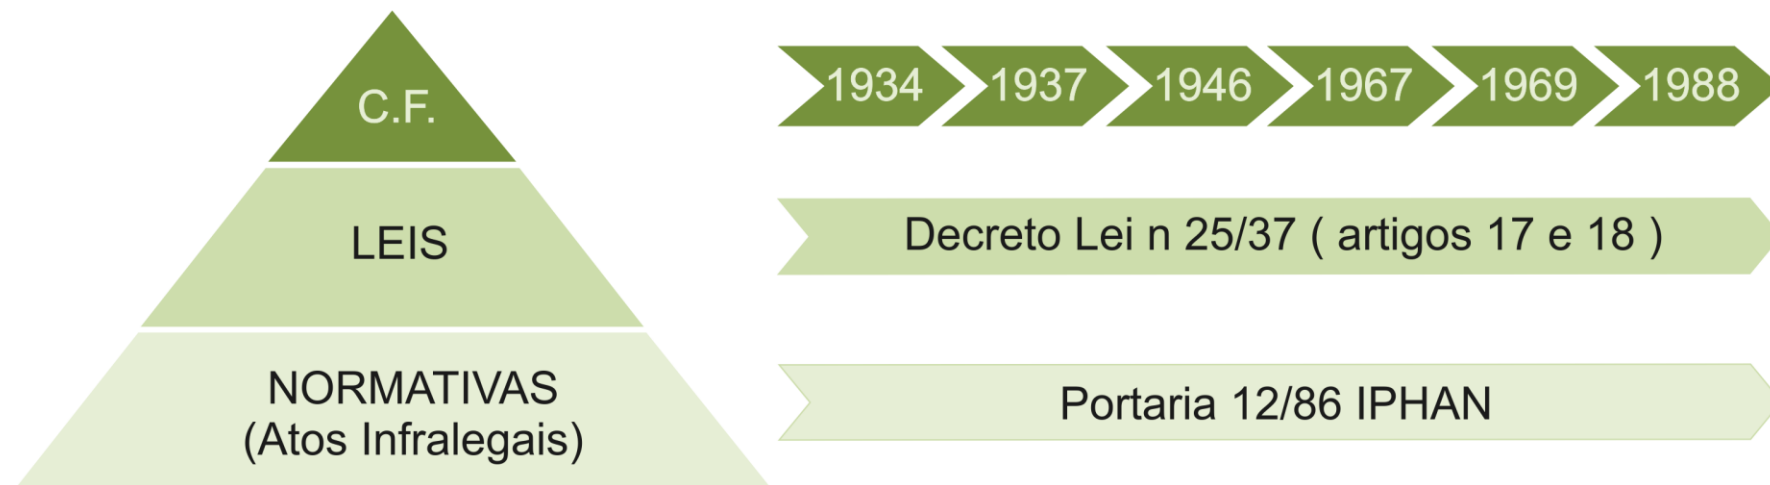 C.F.
1934 1937 1946 1967 1969 1988
LEIS
Decreto Lei n 25/37 ( artigos 17 e 18 )
NORMATIVAS
(Atos Infralegais)
Portaria 12/86 IPHAN